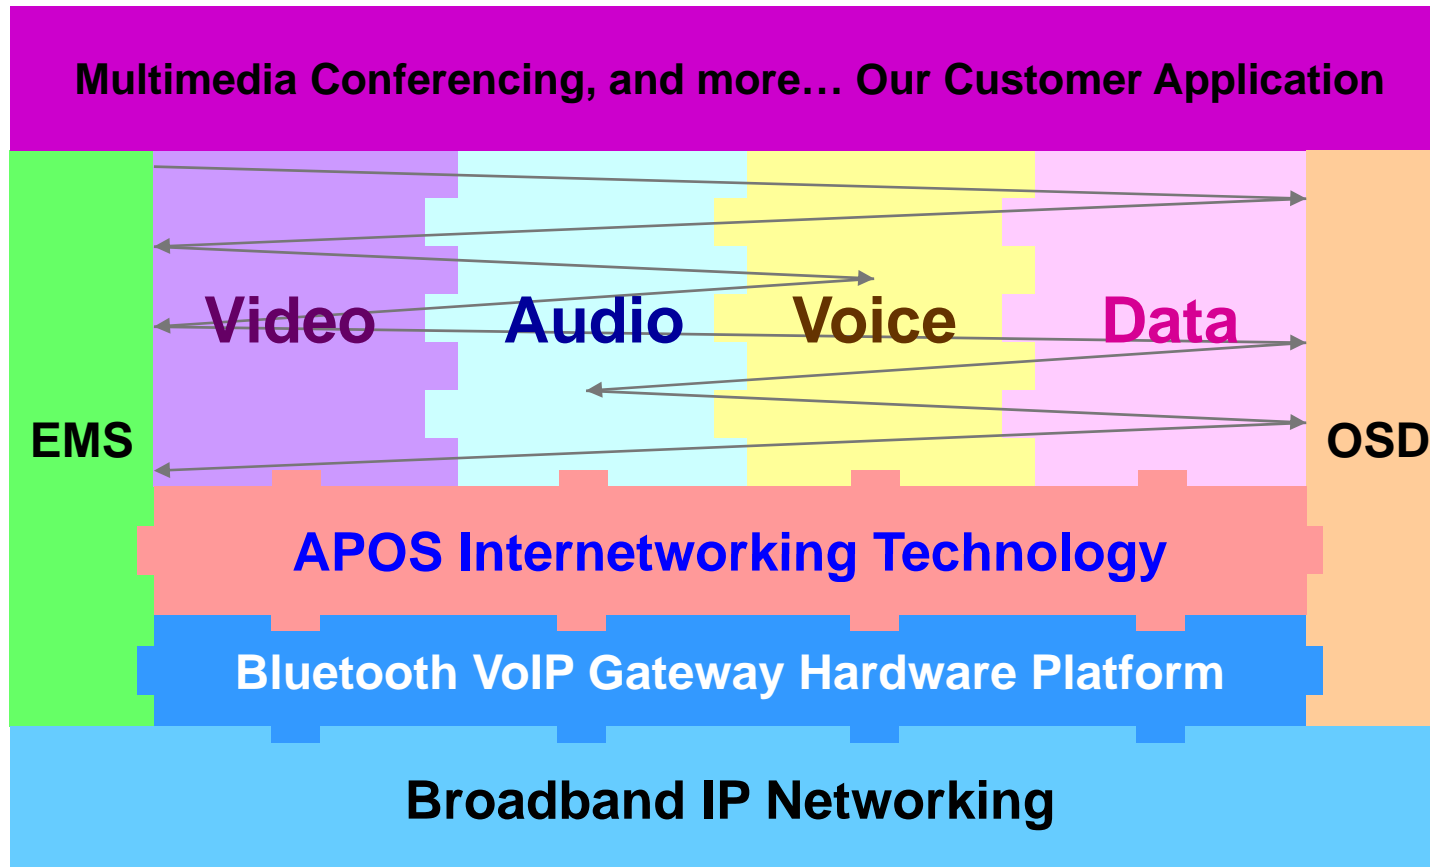 Multimedia Conferencing, and more… Our Customer Application
Video Audio Voice Data
EMS OSD
APOS Internetworking Technology
Bluetooth VoIP Gateway Hardware Platform
Broadband IP Networking